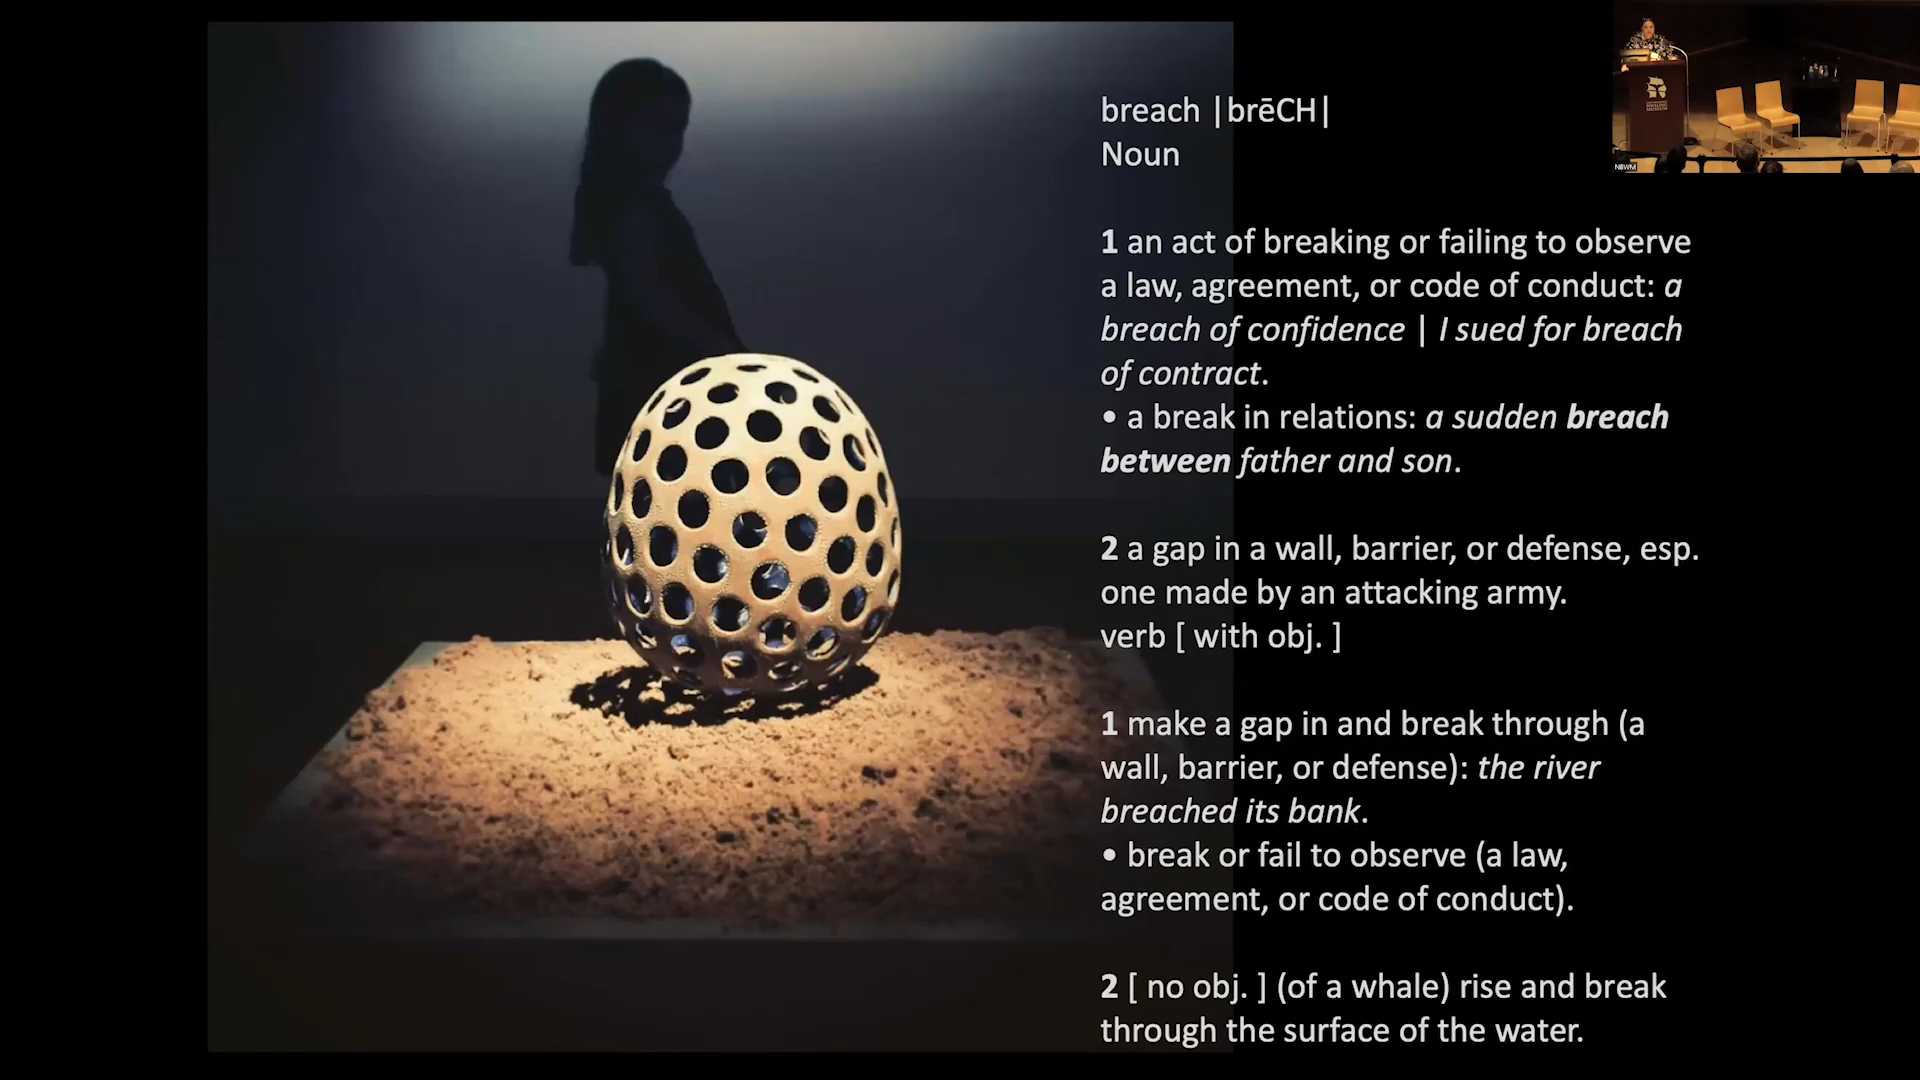 breach |brēCH|
Noun
1 an act of breaking or failing to observe
a law, agreement, or code of conduct: a
breach of confidence | I sued for breach
of contract.
• a break in relations: a sudden breach
between father and son.
2 a gap in a wall, barrier, or defense, esp.
one made by an attacking army.
verb [ with obj. ]
1 make a gap in and break through (a
wall, barrier, or defense): the river
breached its bank.
• break or fail to observe (a law,
agreement, or code of conduct).
2 [ no obj. ] (of a whale) rise and break
through the surface of the water.
WHALING
MUSEUM
NBWM